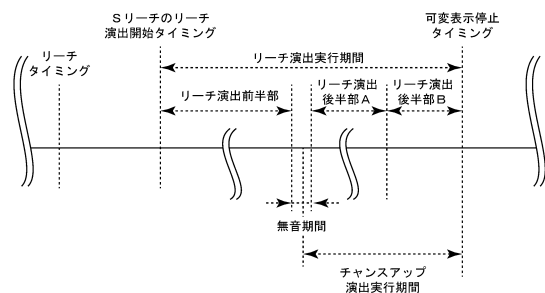 Sリーチのリーチ
演出開始タイミング
可変表示停止
タイミング
リーチ
タイミング
リーチ演出実行期間
リーチ演出前半部
リーチ演出
後半部A
リーチ演出
後半部B
無音期間
チャンスアップ
演出実行期間